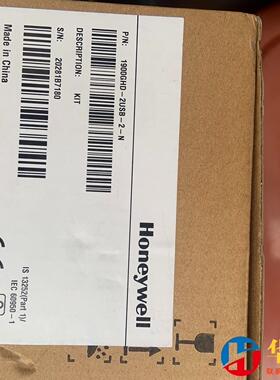 P/N: 1900GHD-2USB-2-N
DESCRIPTION: KIT
S/N: 20281B7180
Made in China
Honeywell
IS 13252(Part 1)/
IEC 60950-1